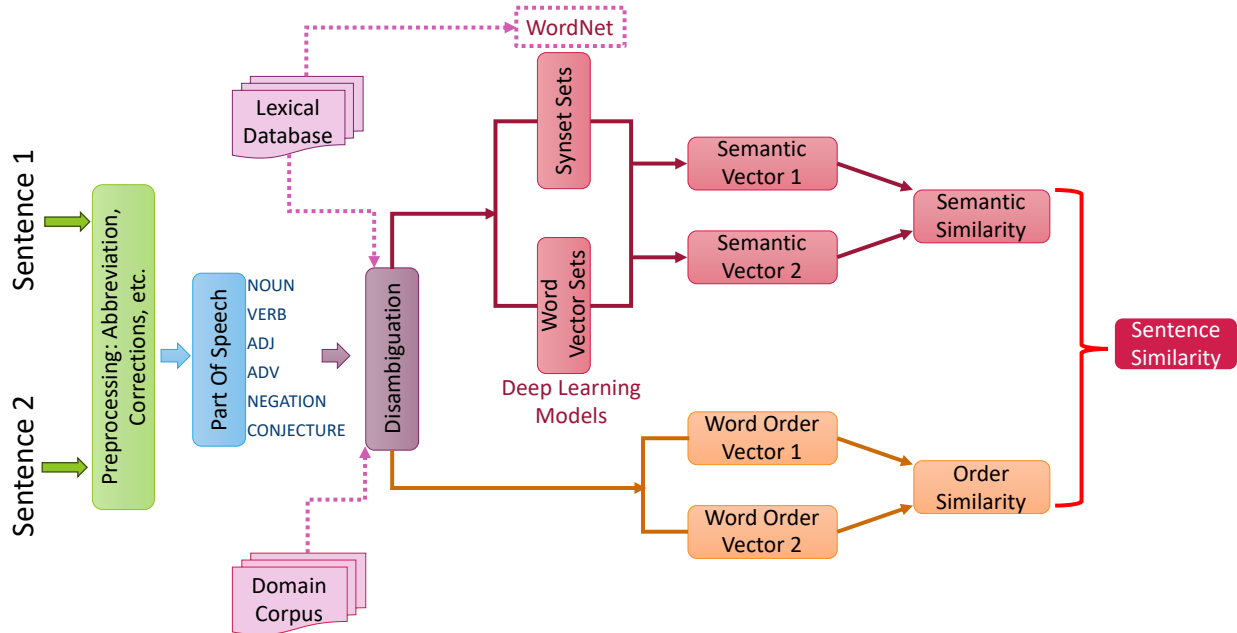 WordNet
Lexical
Database
Synset Sets
Sentence 1
Semantic
Vector 1
Semantic
Similarity
Preprocessing: Abbreviation,
Corrections, etc.
Semantic
Vector 2
Part Of Speech
NOUN
VERB
ADJ
ADV
NEGATION
CONJECTURE
Disambiguation
Word
Vector Sets
Deep Learning
Models
Sentence
Similarity
Sentence 2
Word Order
Vector 1
Order
Similarity
Word Order
Vector 2
Domain
Corpus